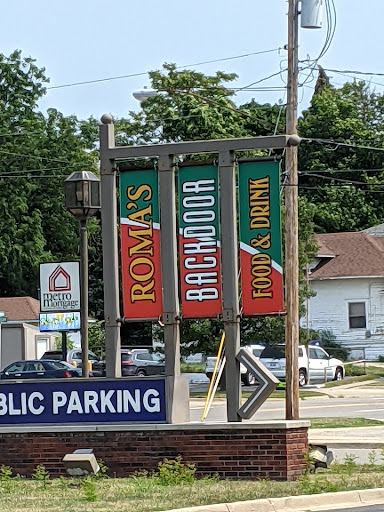 ROMA'S
BACKDOOR
FOOD & DRINK
metro
mortgage
BLIC PARKING